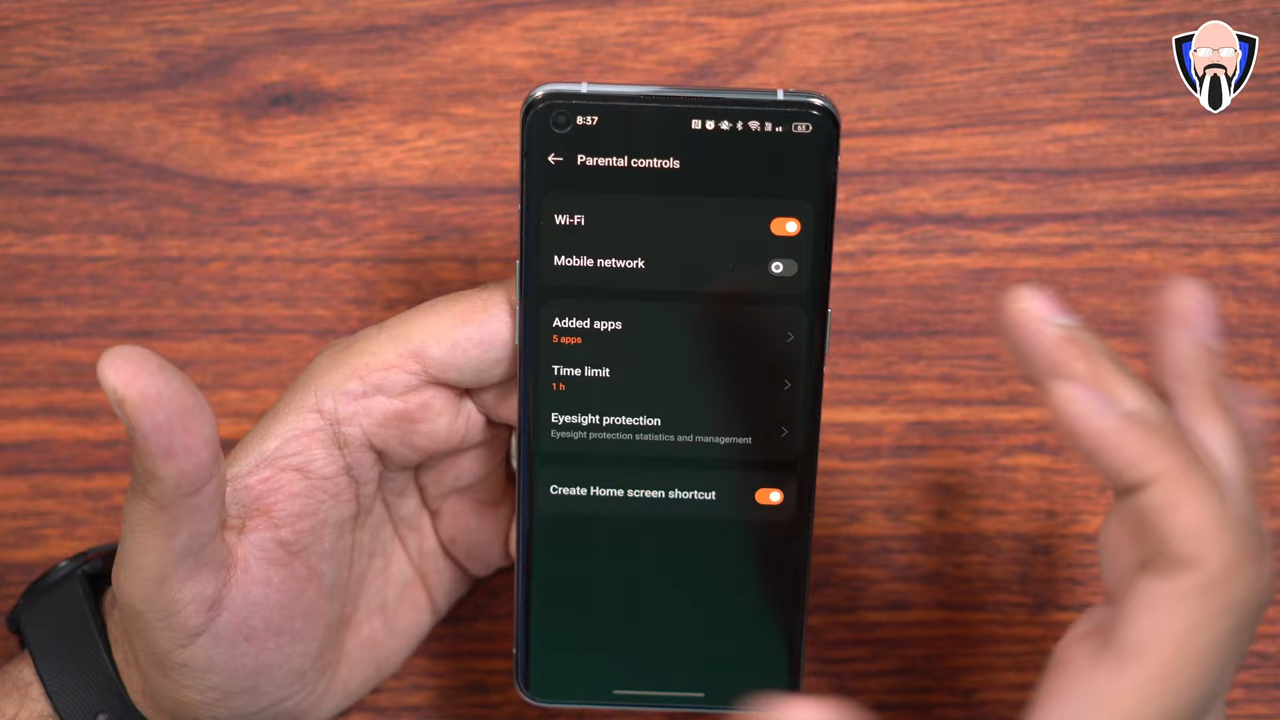 8:37
63
Parental controls
Wi-Fi
Mobile network
Added apps
5 apps
Time limit
1 h
Eyesight protection
Eyesight protection statistics and management
Create Home screen shortcut